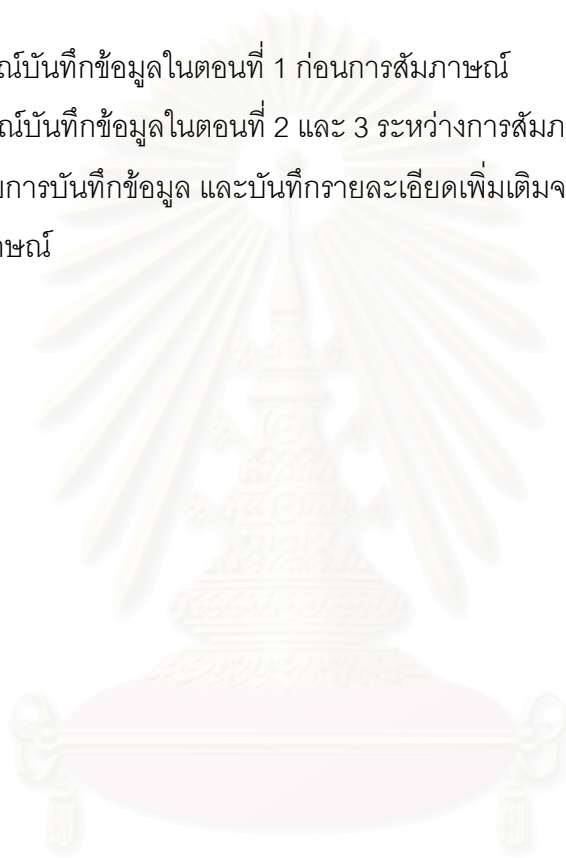 ณ์บันทึกข้อมูลในตอนที่ 1 ก่อนการสัมภาษณ์
ณ์บันทึกข้อมูลในตอนที่ 2 และ 3 ระหว่างการสัมภ
การบันทึกข้อมูล และบันทึกรายละเอียดเพิ่มเติมจ
าษณ์